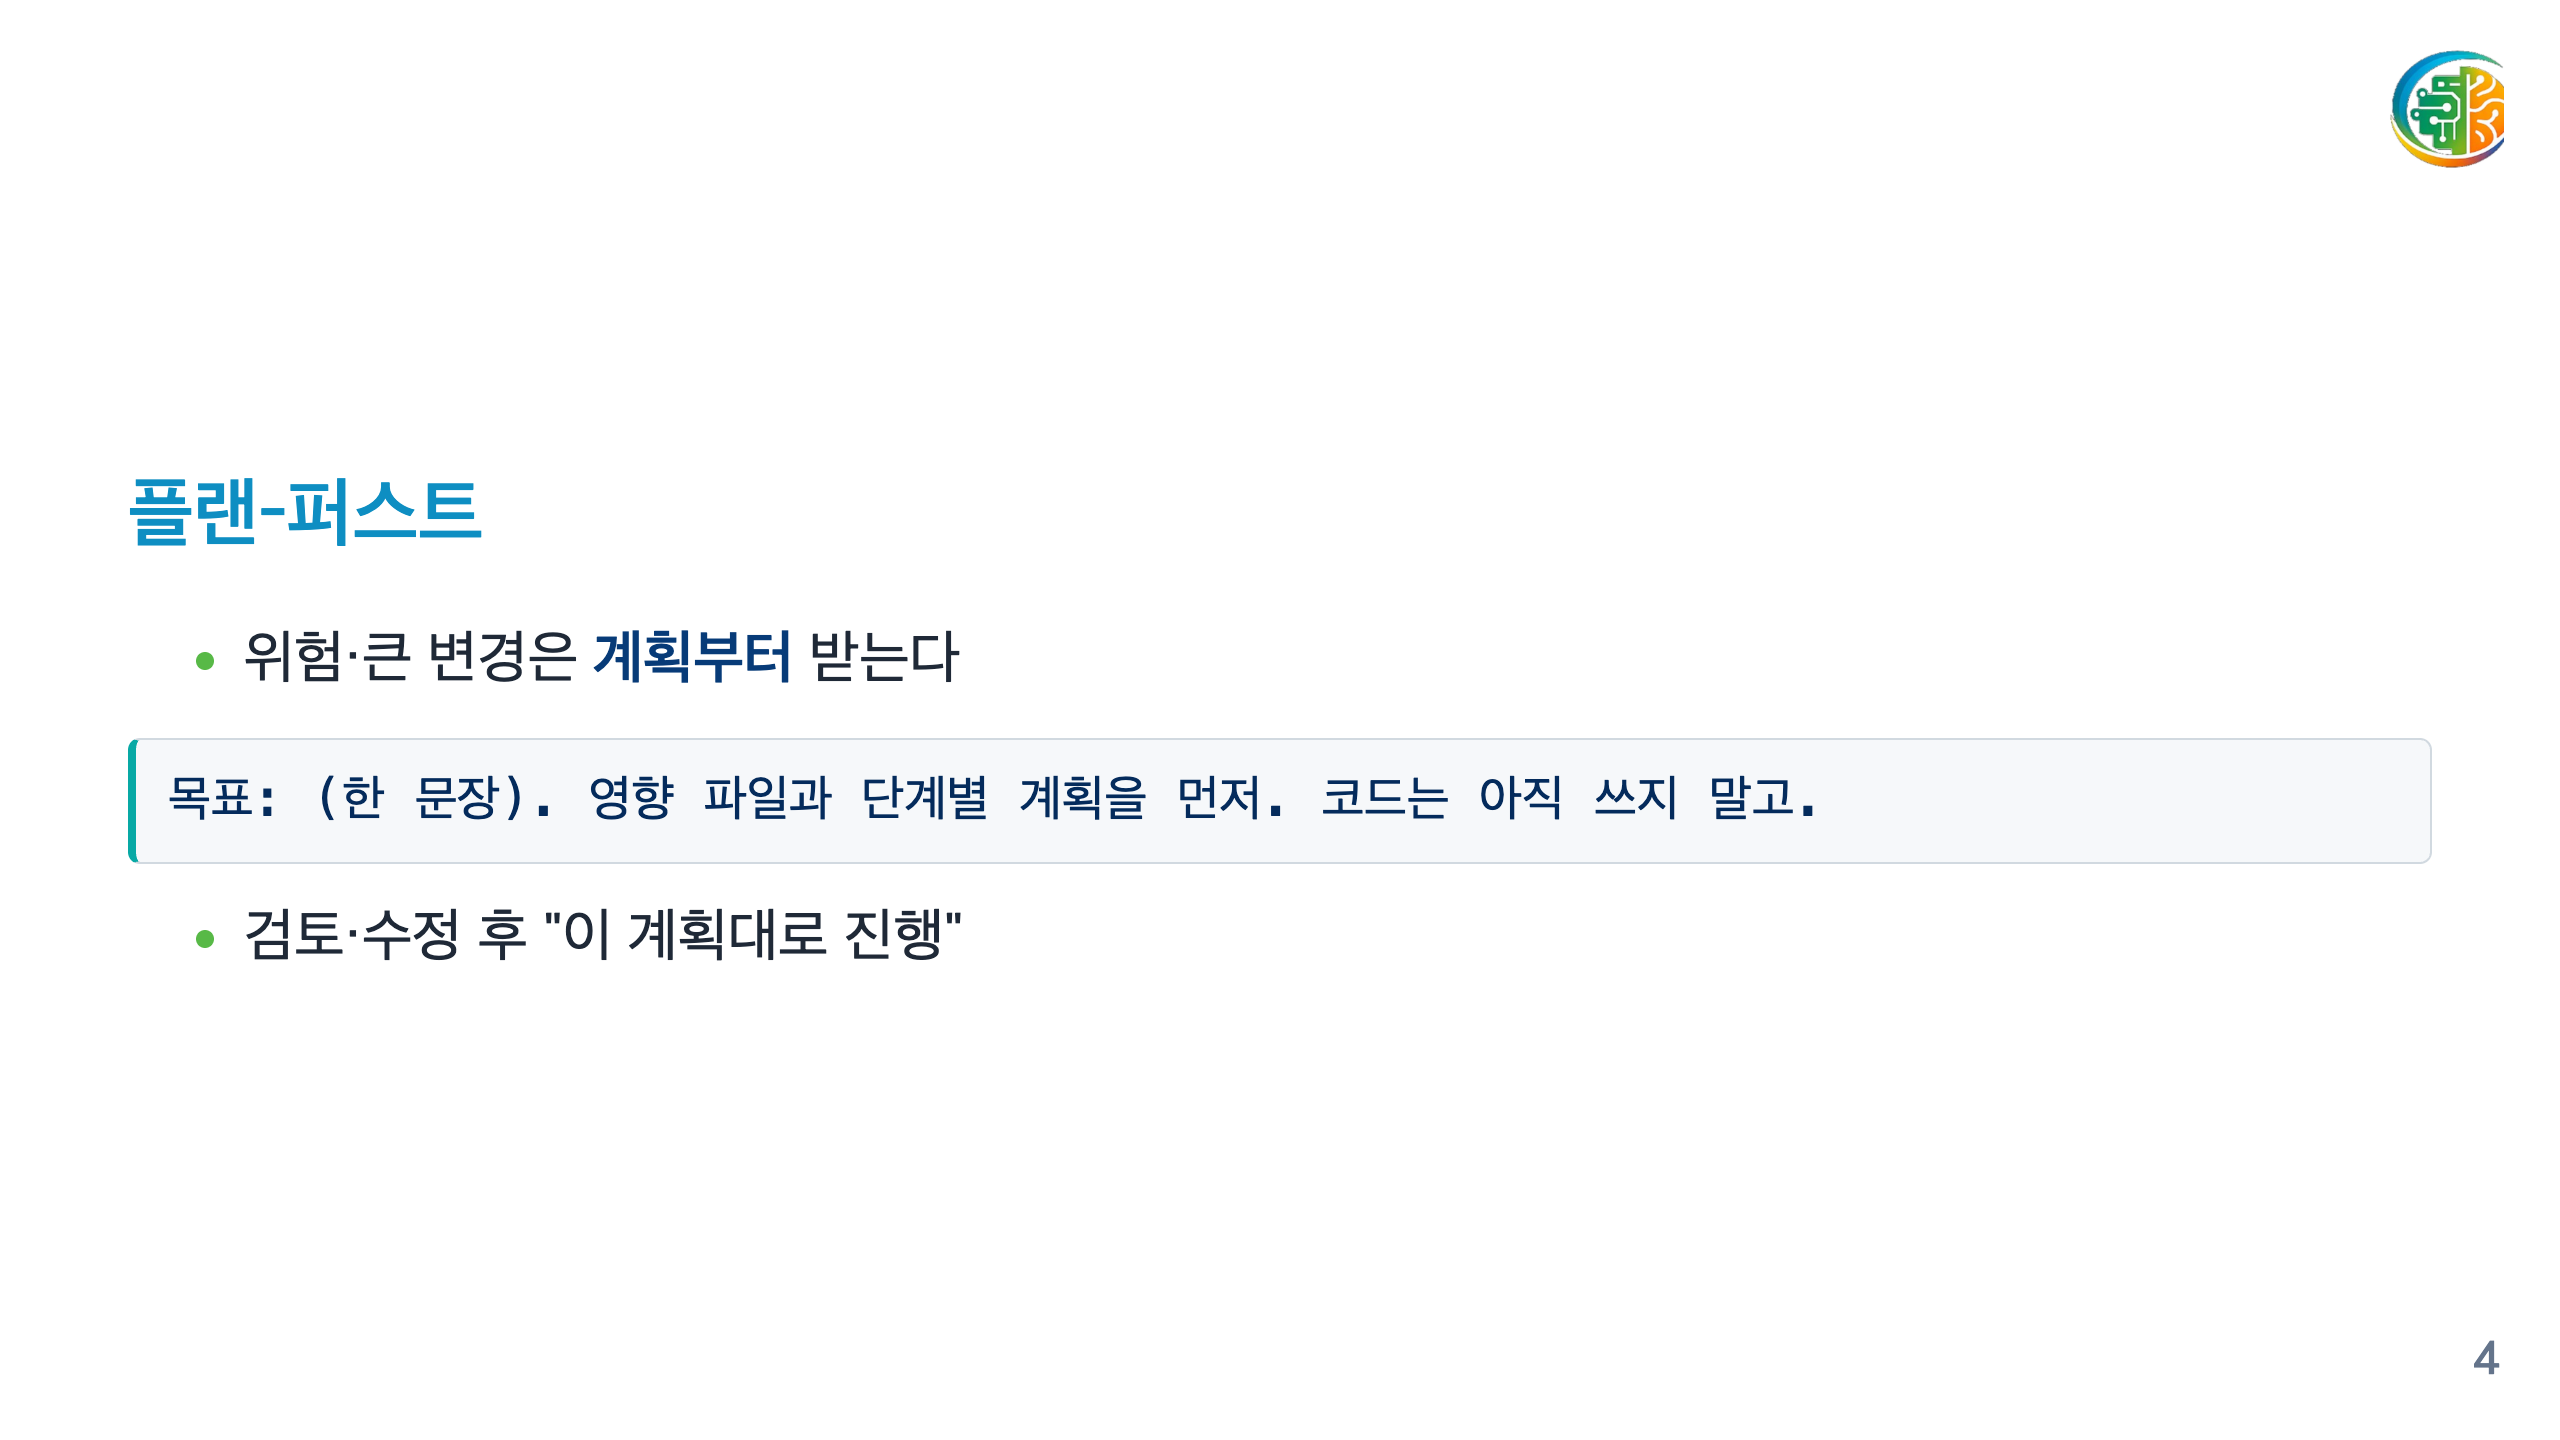 플랜-퍼스트
위험·큰 변경은 계획부터 받는다
목표: (한 문장). 영향 파일과 단계별 계획을 먼저. 코드는 아직 쓰지 말고.
검토·수정 후 "이 계획대로 진행"
4